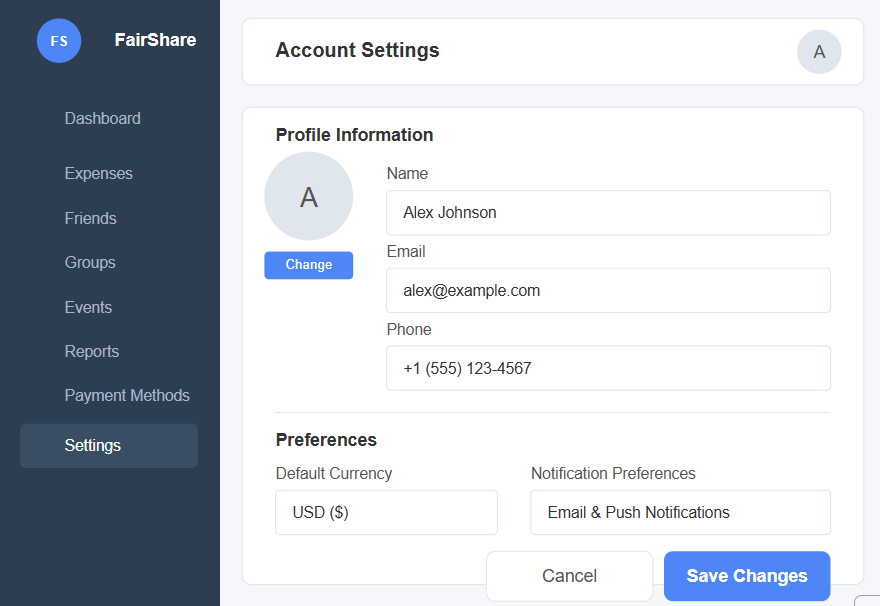 FS
FairShare
Dashboard
Expenses
Friends
Groups
Events
Reports
Payment Methods
Settings
Account Settings
A
Profile Information
A
Change
Name
Alex Johnson
Email
alex@example.com
Phone
+1 (555) 123-4567
Preferences
Default Currency
USD ($)
Notification Preferences
Email & Push Notifications
Cancel
Save Changes